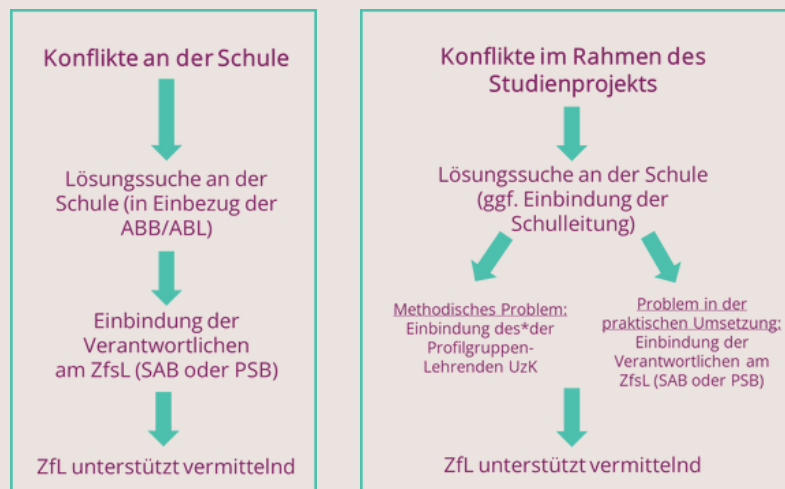 Konflikte an der Schule
Lösungssuche an der
Schule (in Einbezug der
ABB/ABL)
Einbindung der
Verantwortlichen
am ZfsL (SAB oder PSB)
ZfL unterstützt vermittelnd
Konflikte im Rahmen des
Studienprojekts
Lösungssuche an der Schule
(ggf. Einbindung der
Schulleitung)
Methodisches Problem:
Einbindung des*der
Profilgruppen-
Lehrenden UzK
Problem in der
praktischen Umsetzung:
Einbindung der
Verantwortlichen am
ZfsL (SAB oder PSB)
ZfL unterstützt vermittelnd